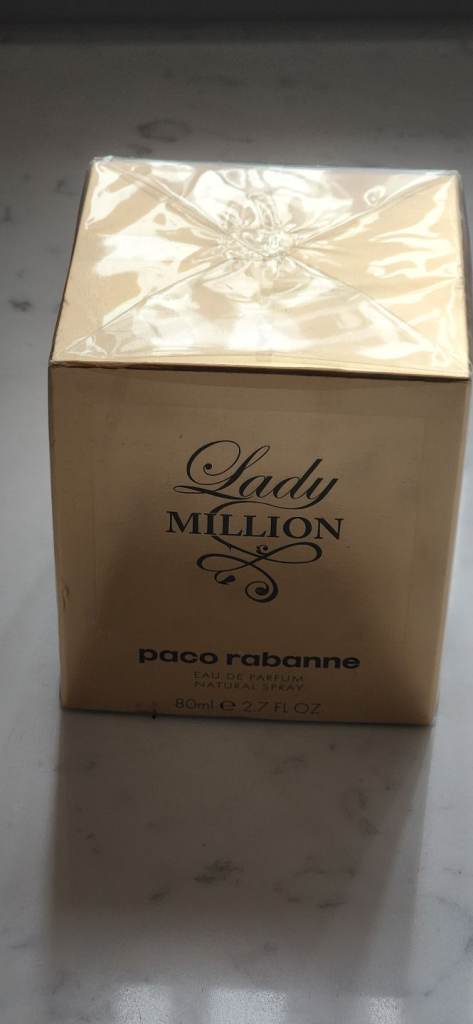 Lady
MILLION
paco rabanne
EAU DE PARFUM
NATURAL SPRAY
80ml e 2.7 FL OZ